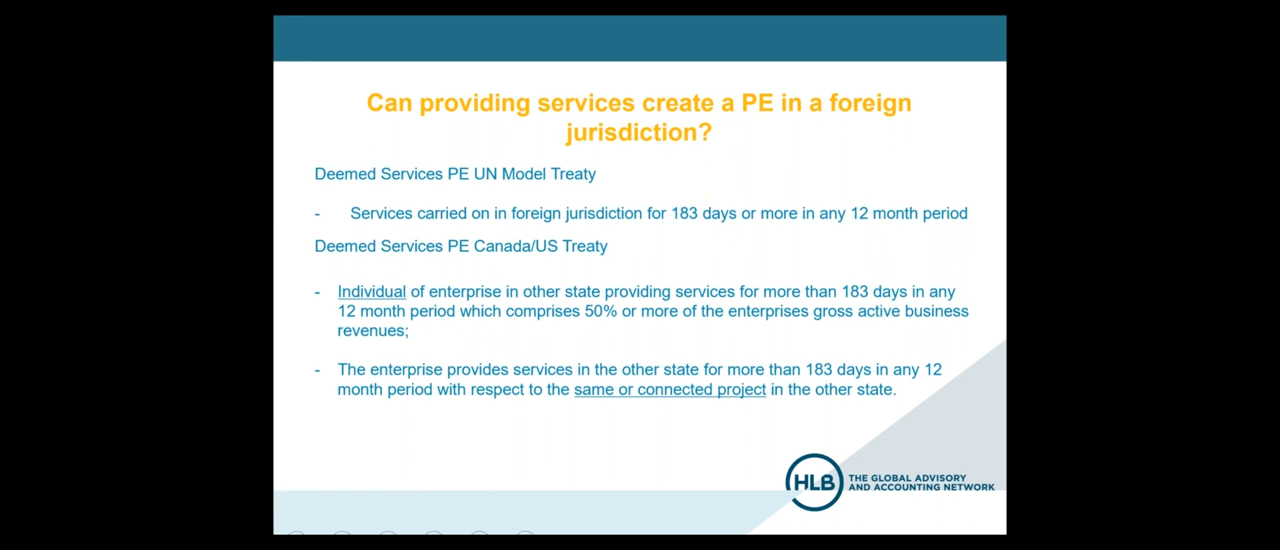 Can providing services create a PE in a foreign
jurisdiction?
Deemed Services PE UN Model Treaty
- Services carried on in foreign jurisdiction for 183 days or more in any 12 month period
Deemed Services PE Canada/US Treaty
- Individual of enterprise in other state providing services for more than 183 days in any
12 month period which comprises 50% or more of the enterprises gross active business
revenues;
- The enterprise provides services in the other state for more than 183 days in any 12
month period with respect to the same or connected project in the other state.
HLB
THE GLOBAL ADVISORY
AND ACCOUNTING NETWORK